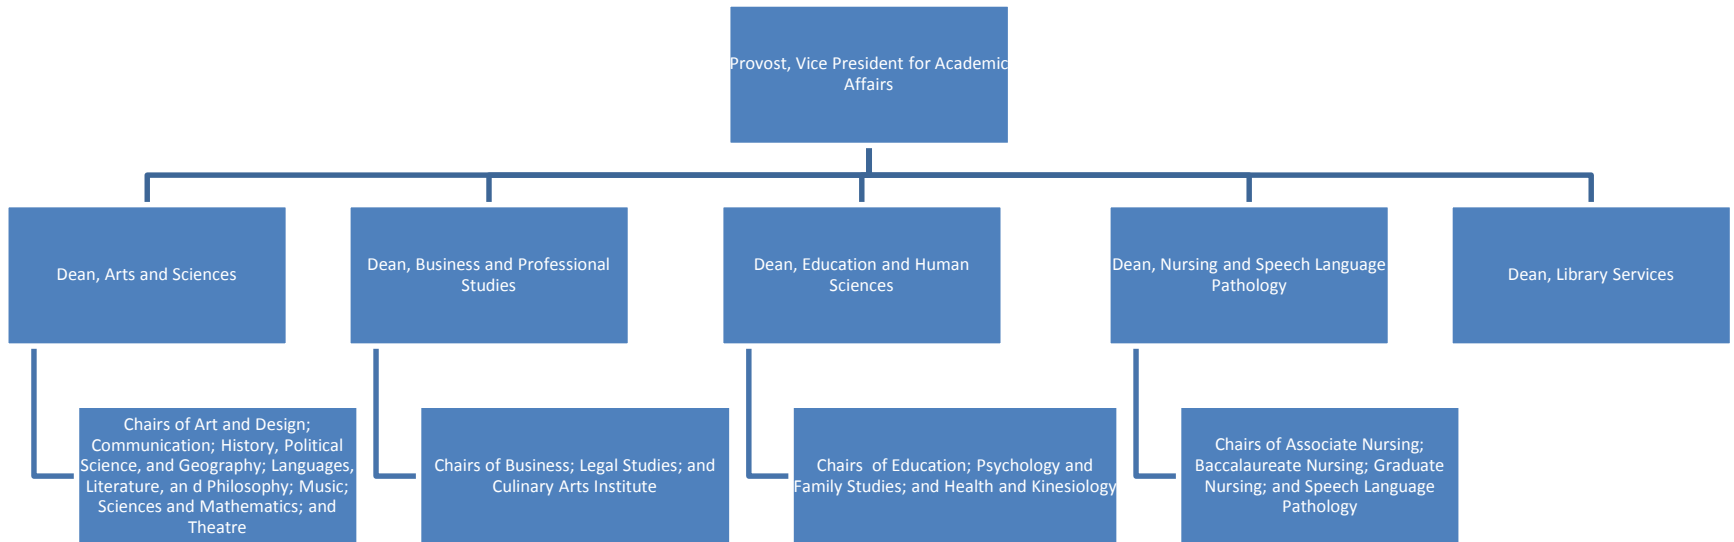 Provost, Vice President for Academic
Affairs
Dean, Arts and Sciences
Dean, Business and Professional
Studies
Dean, Education and Human
Sciences
Dean, Nursing and Speech Language
Pathology
Dean, Library Services
Chairs of Art and Design;
Communication; History, Political
Science, and Geography; Languages,
Literature, an d Philosophy; Music;
Sciences and Mathematics; and
Theatre
Chairs of Business; Legal Studies; and
Culinary Arts Institute
Chairs  of Education; Psychology and
Family Studies; and Health and Kinesiology
Chairs of Associate Nursing;
Baccalaureate Nursing; Graduate
Nursing; and Speech Language
Pathology